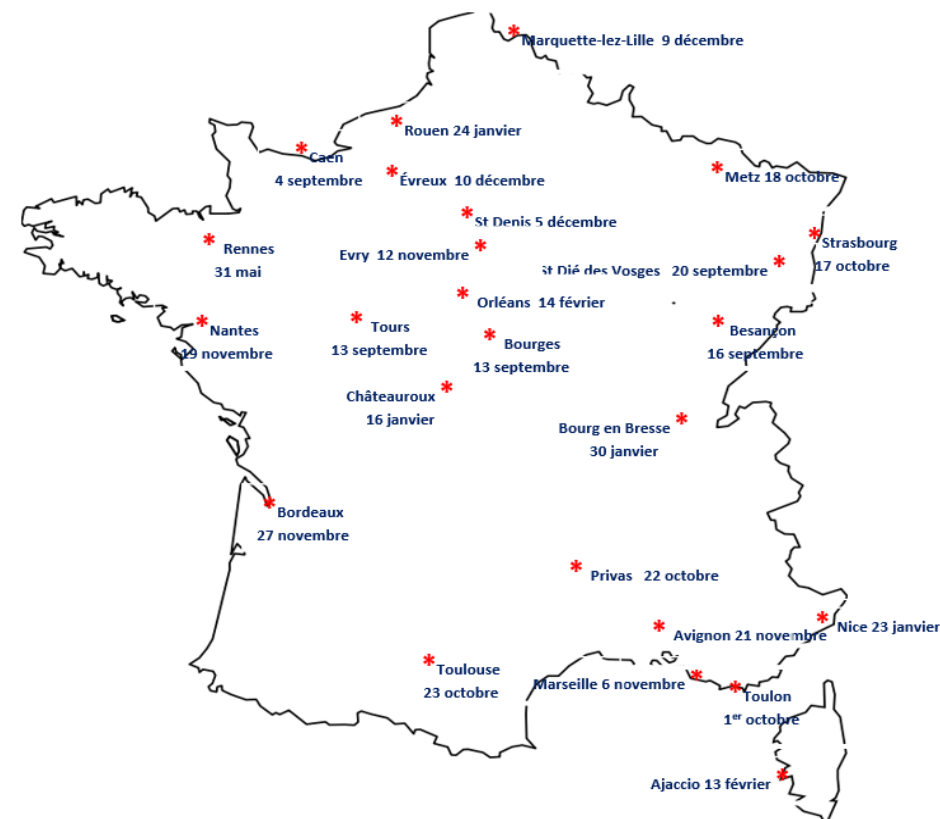 Marquette-lez-Lille 9 décembre
Rouen 24 janvier
Caen
4 septembre
Évreux 10 décembre
Metz 18 octobre
St Denis 5 décembre
Rennes
31 mai
Evry 12 novembre
Strasbourg
17 octobre
St Dié des Vosges 20 septembre
Orléans 14 février
Nantes
19 novembre
Tours
13 septembre
Bourges
13 septembre
Besançon
16 septembre
Châteauroux
16 janvier
Bourg en Bresse
30 janvier
Bordeaux
27 novembre
Privas 22 octobre
Avignon 21 novembre
Nice 23 janvier
Toulouse
23 octobre
Marseille 6 novembre
Toulon
1er octobre
Ajaccio 13 février